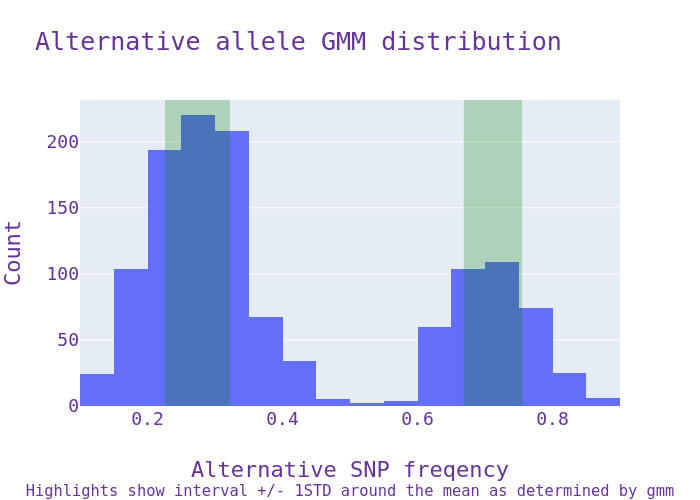 Alternative allele GMM distribution
200
150
100
50
0
Count
0.2
0.4
0.6
0.8
Alternative SNP freqency
Highlights show interval +/- 1STD around the mean as determined by gmm